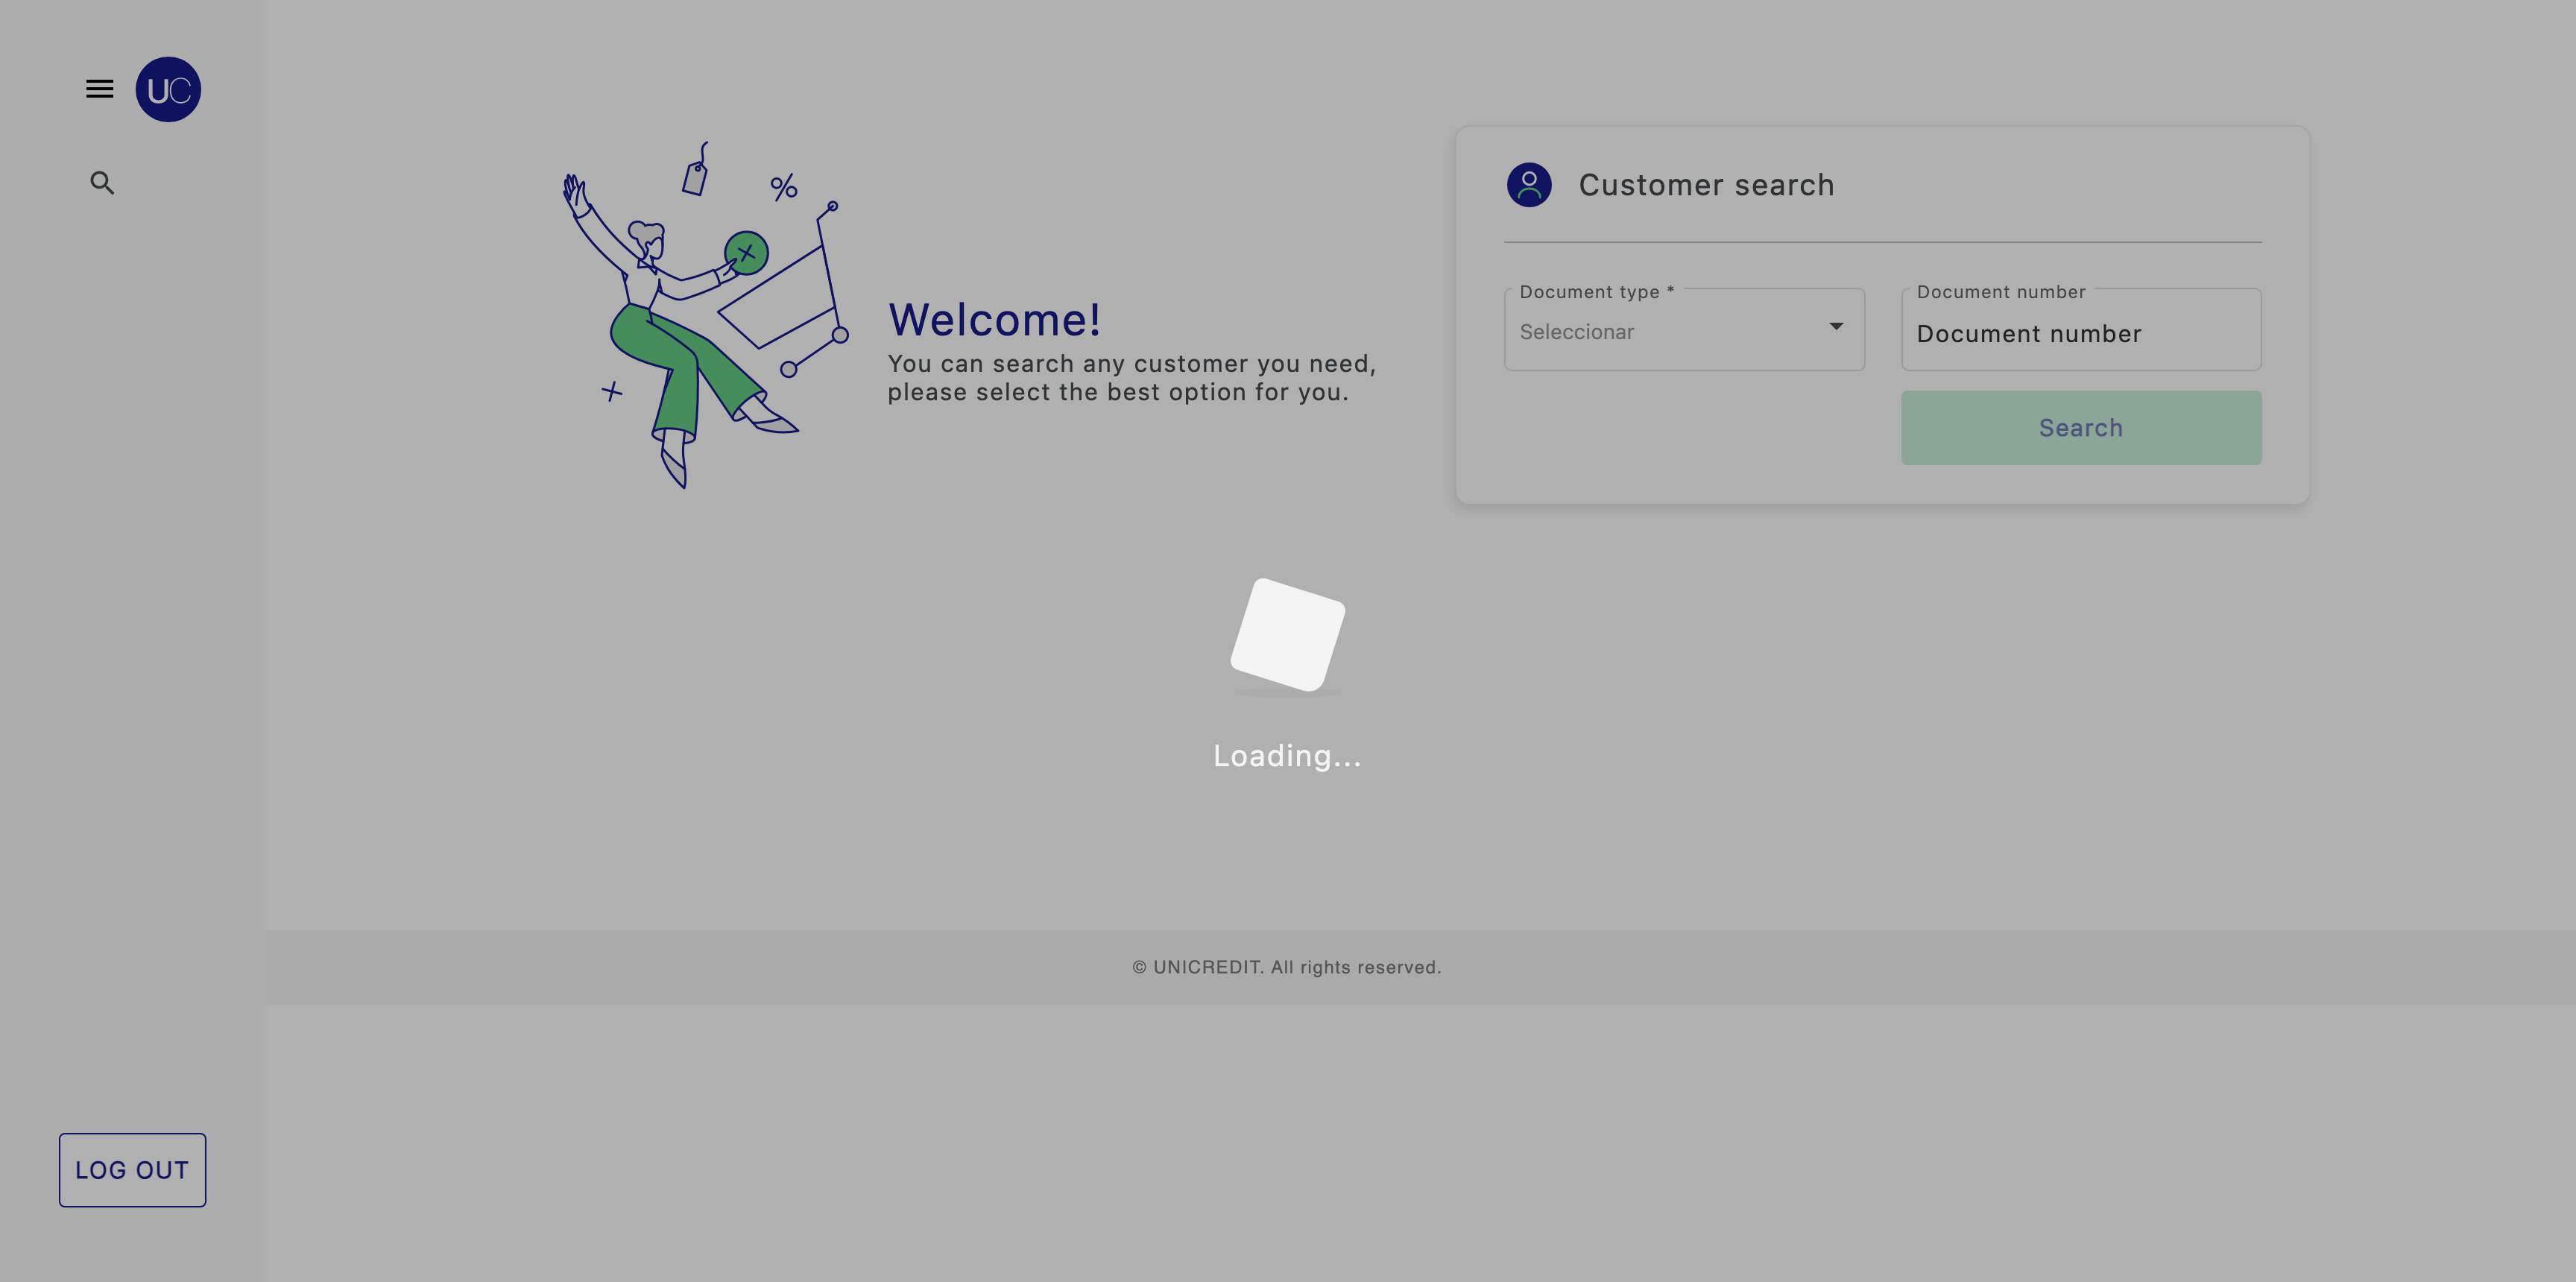 UC
Welcome!
You can search any customer you need,
please select the best option for you.
%
Customer search
Document type *
Seleccionar
Document number
Document number
Search
Loading...
© UNICREDIT. All rights reserved.
LOG OUT